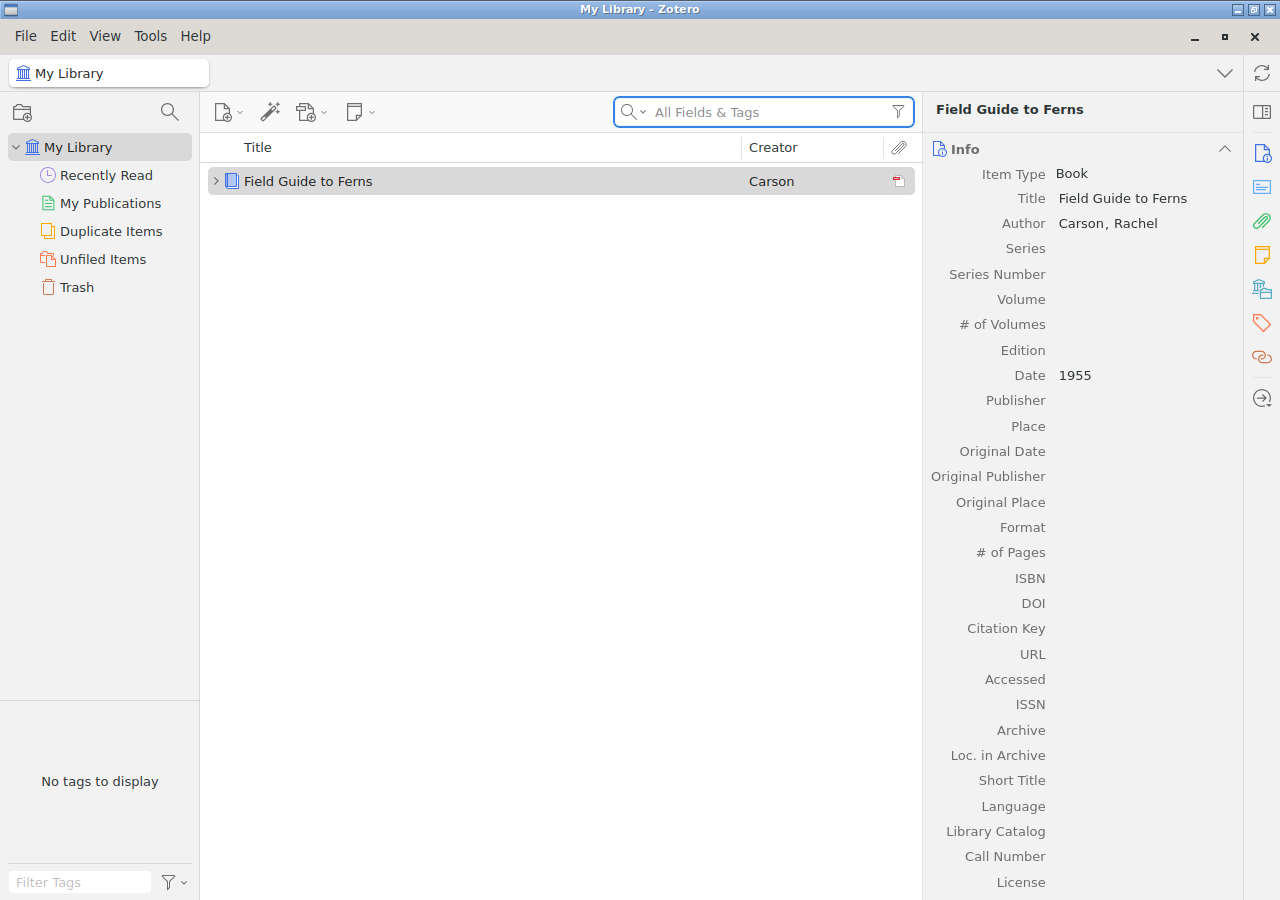 My Library - Zotero
File Edit View Tools Help
My Library
All Fields & Tags
My Library
Recently Read
My Publications
Duplicate Items
Unfiled Items
Trash
No tags to display
Filter Tags
Title Creator
Field Guide to Ferns Carson
Field Guide to Ferns
Info
Item Type Book
Title Field Guide to Ferns
Author Carson, Rachel
Series
Series Number
Volume
# of Volumes
Edition
Date 1955
Publisher
Place
Original Date
Original Publisher
Original Place
Format
# of Pages
ISBN
DOI
Citation Key
URL
Accessed
ISSN
Archive
Loc. in Archive
Short Title
Language
Library Catalog
Call Number
License